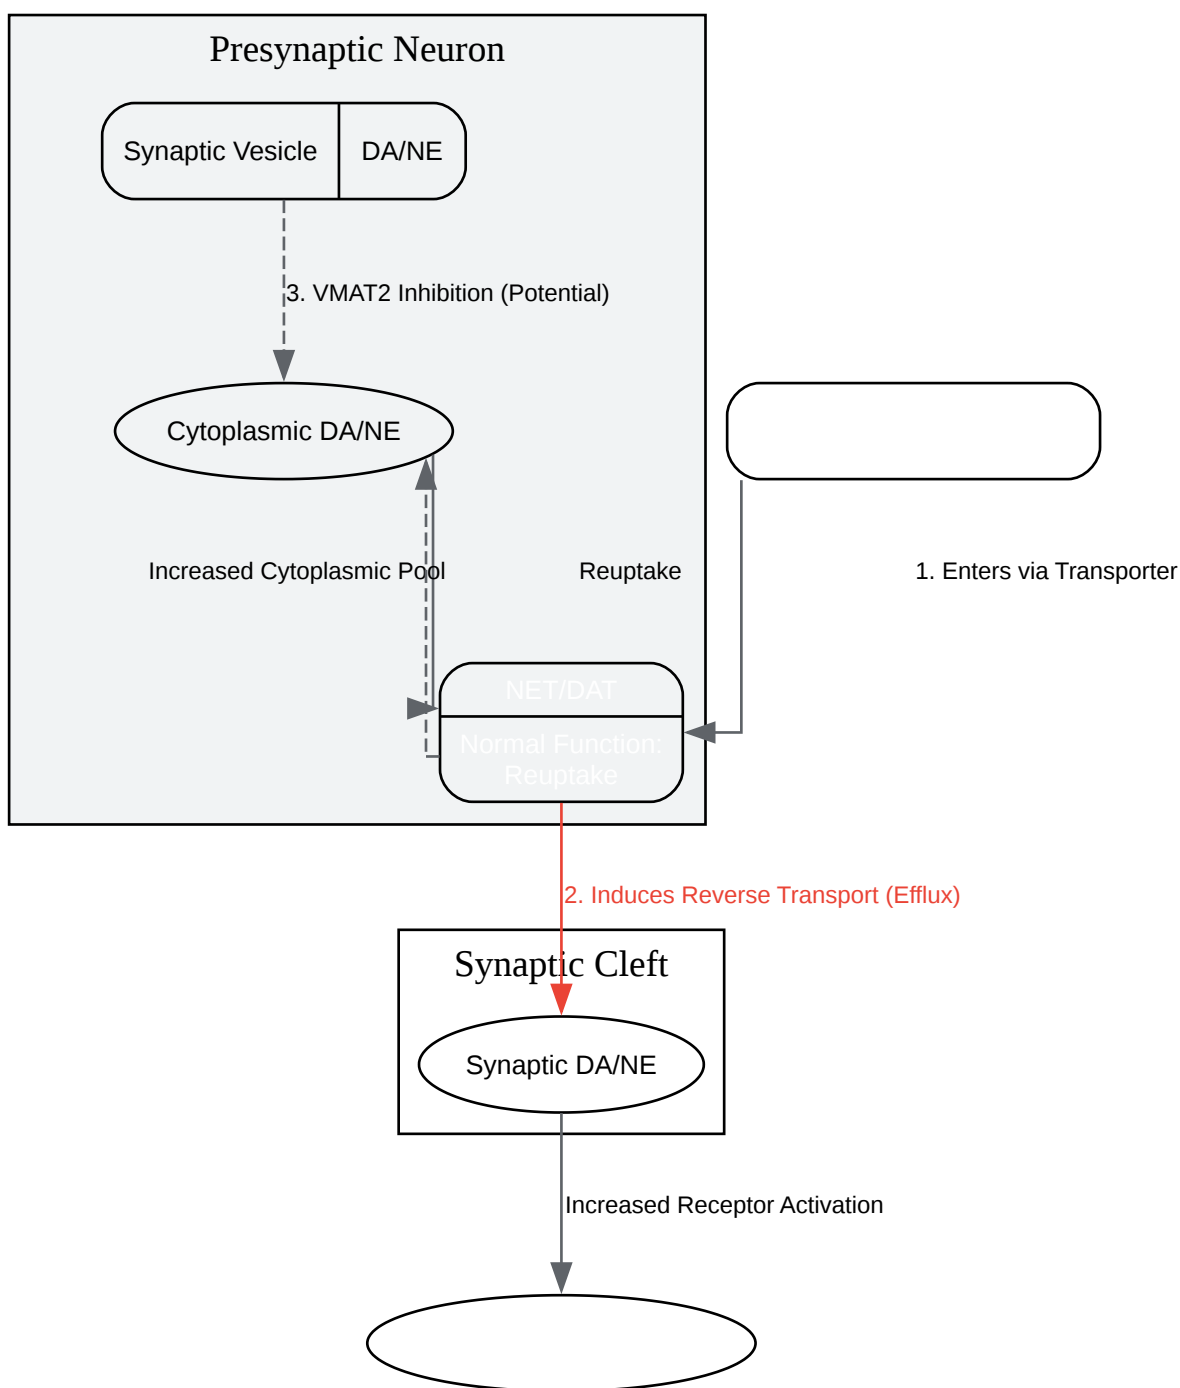 Presynaptic Neuron
Synaptic Vesicle
DA/NE
3. VMAT2 Inhibition (Potential)
Cytoplasmic DA/NE
Increased Cytoplasmic Pool
Reuptake
1. Enters via Transporter
NET/DAT
Normal Function:
Reuptake
2. Induces Reverse Transport (Efflux)
Synaptic Cleft
Synaptic DA/NE
Increased Receptor Activation